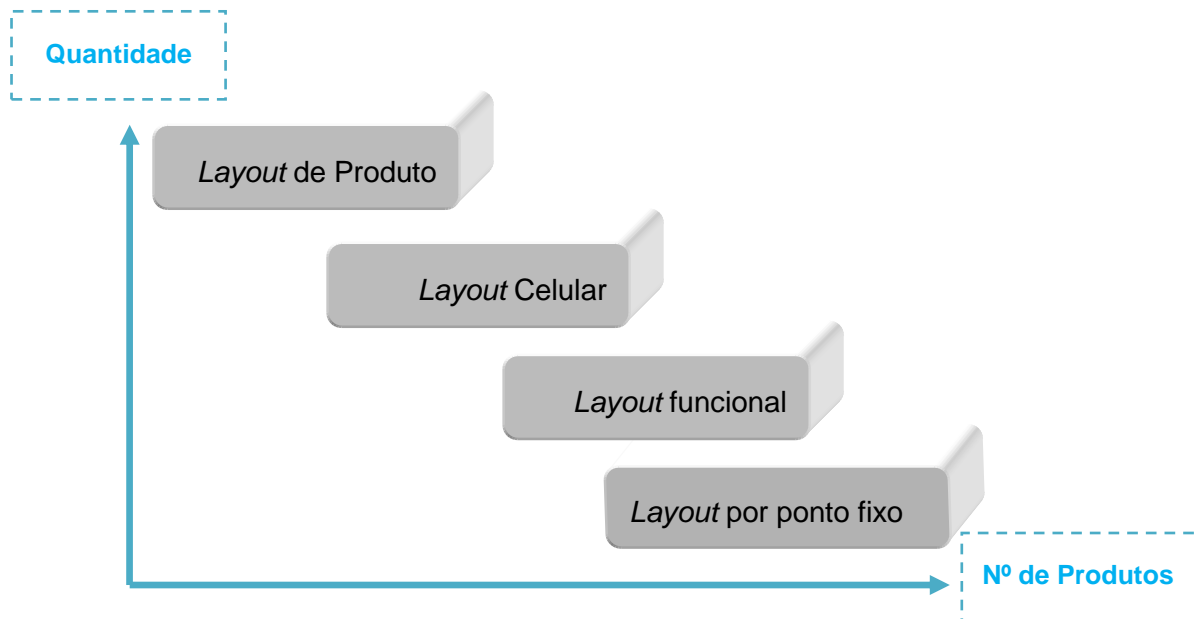 Quantidade
Layout de Produto
Layout Celular
Layout funcional
Layout por ponto fixo
Nº de Produtos